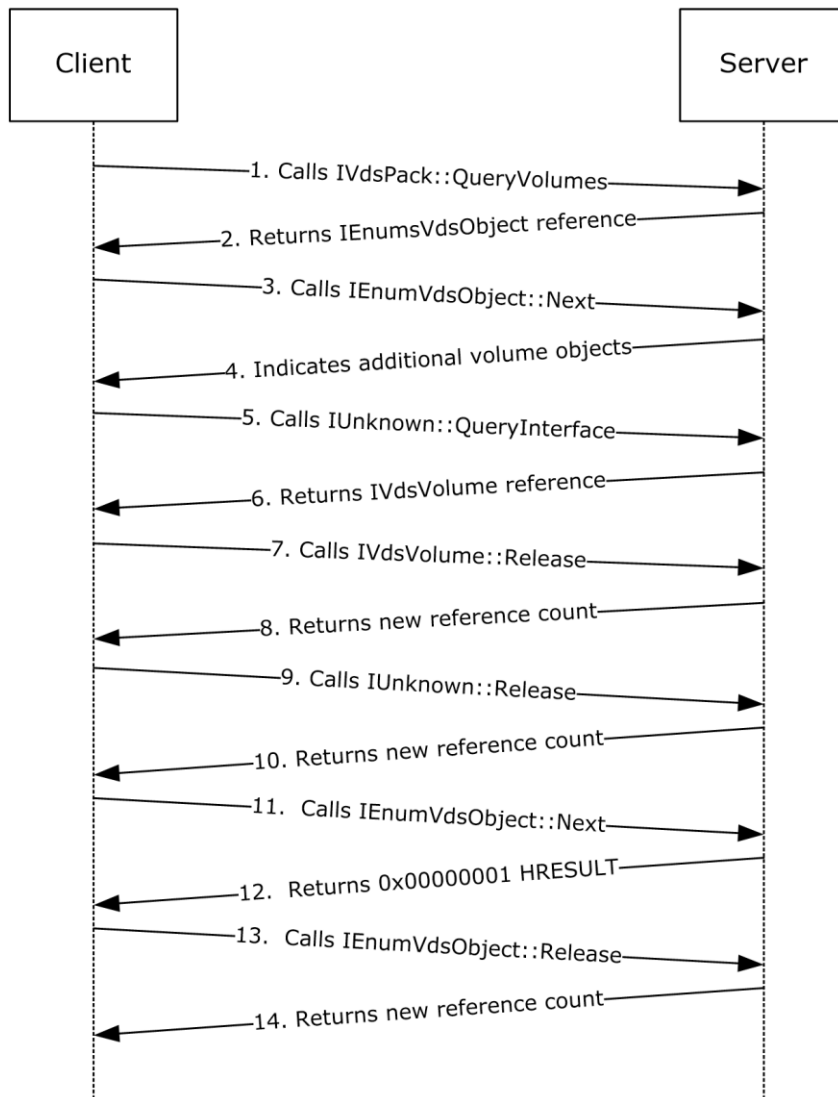 Client
Server
1. Calls IVdsPack::QueryVolumes
2. Returns IEnumsVdsObject reference
3. Calls IEnumVdsObject::Next
4. Indicates additional volume objects
5. Calls IUnknown::QueryInterface
6. Returns IVdsVolume reference
7. Calls IVdsVolume::Release
8. Returns new reference count
9. Calls IUnknown::Release
10. Returns new reference count
11.  Calls IEnumVdsObject::Next
12.  Returns 0x00000001 HRESULT
13.  Calls IEnumVdsObject::Release
14. Returns new reference count